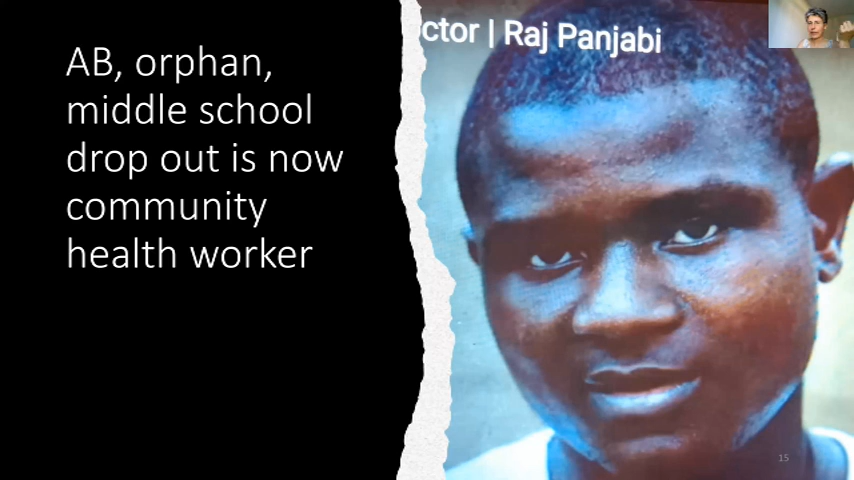 AB, orphan,
middle school
drop out is now
community
health worker
ctor | Raj Panjabi
15